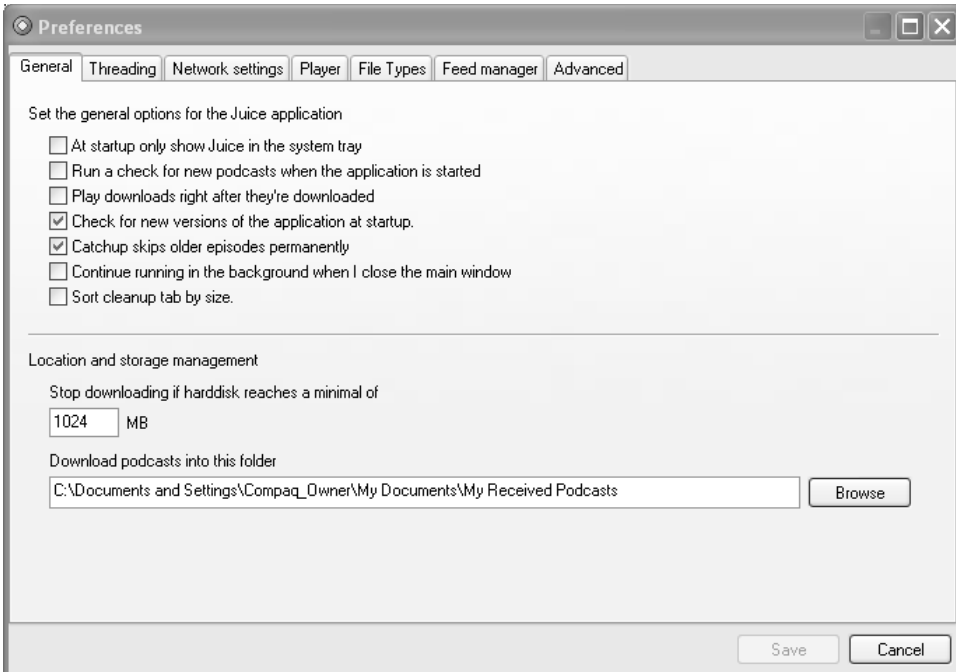 Preferences
General Threading Network settings Player File Types Feed manager Advanced
Set the general options for the Juice application
At startup only show Juice in the system tray
Run a check for new podcasts when the application is started
Play downloads right after they're downloaded
Check for new versions of the application at startup.
Catchup skips older episodes permanently
Continue running in the background when I close the main window
Sort cleanup tab by size.
Location and storage management
Stop downloading if harddisk reaches a minimal of
1024 MB
Download podcasts into this folder
C:\Documents and Settings\Compaq_Owner\My Documents\My Received Podcasts Browse
Save Cancel